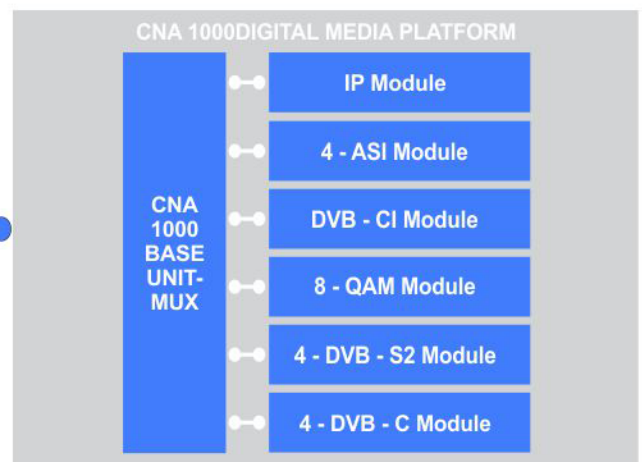 CNA 1000DIGITAL MEDIA PLATFORM
CNA
1000
BASE
UNIT-
MUX
IP Module
4 - ASI Module
DVB - CI Module
8 - QAM Module
4 - DVB - S2 Module
4 - DVB - C Module